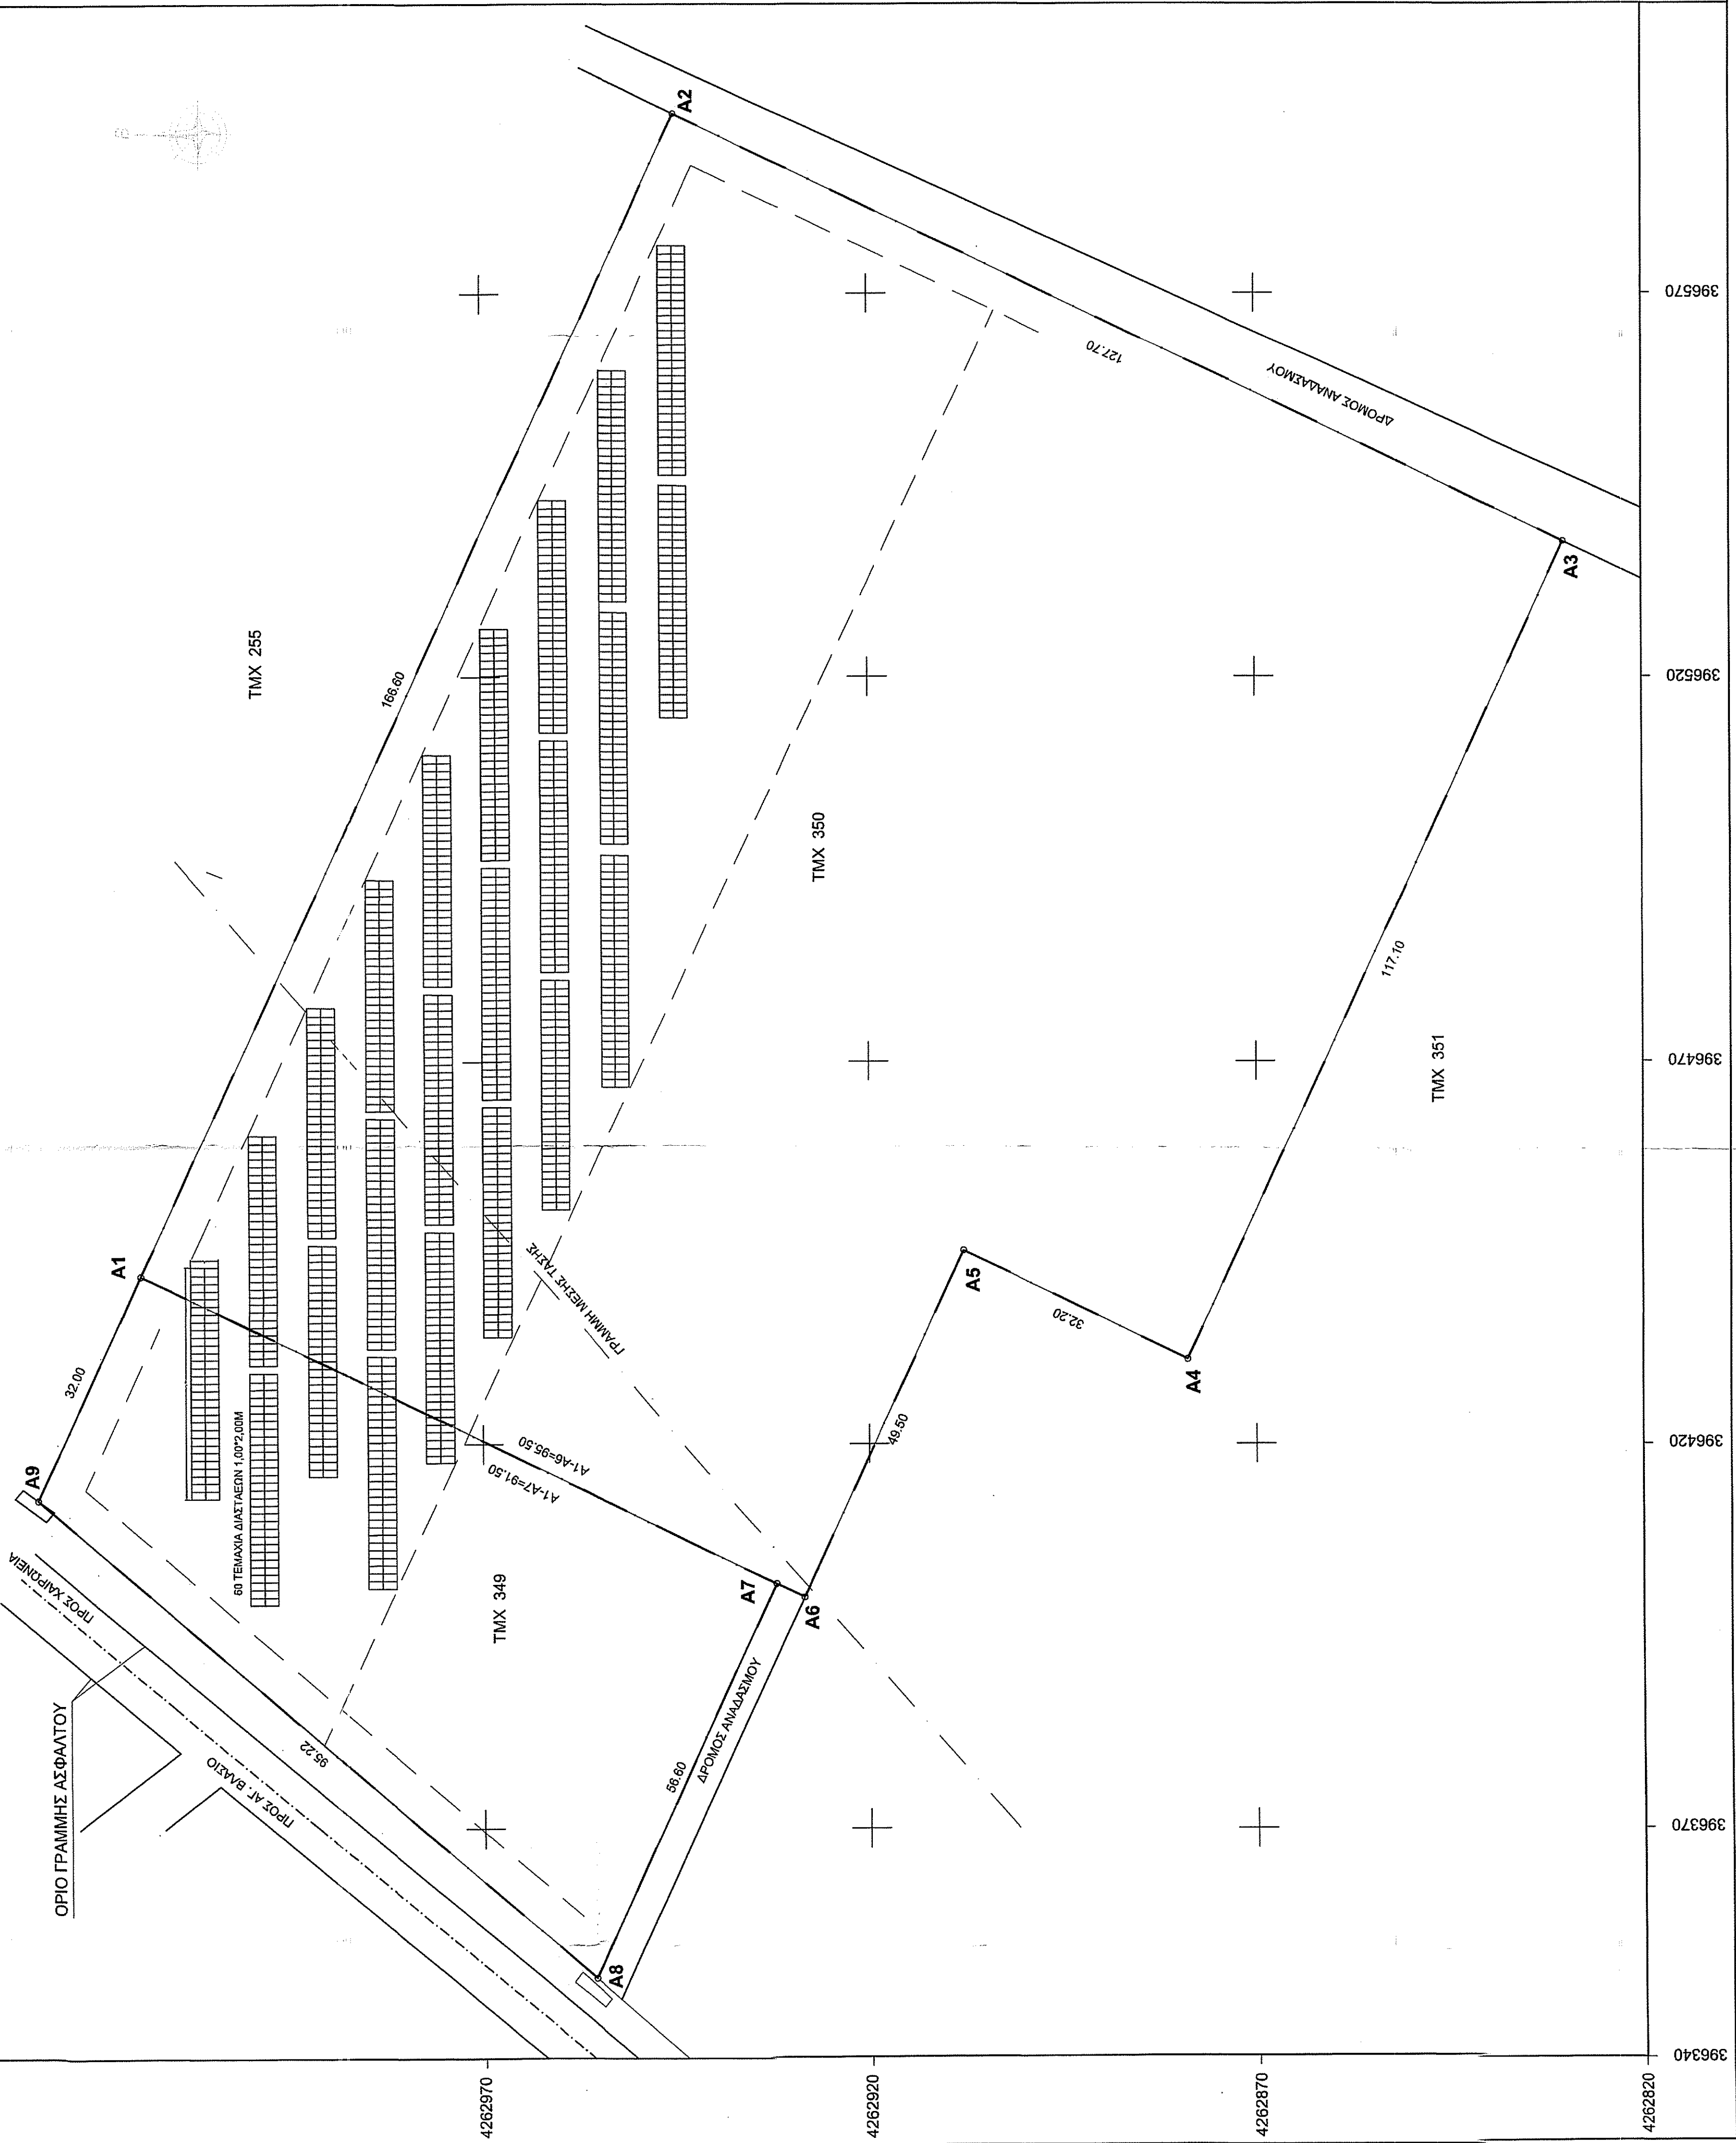 B
A9
32.00
A1
ΤΜΧ 255
166.60
A2
ΟΡΙΟ ΓΡΑΜΜΗΣ ΑΣΦΑΛΤΟΥ
ΠΡΟΣ ΧΑΙΡΩΝΕΙΑ
ΠΡΟΣ ΑΓ. ΒΛΑΣΙΟ
60 ΤΕΜΑΧΙΑ ΔΙΑΣΤΑΕΩΝ 1,00*2,00Μ
95.22
ΤΜΧ 349
A1-A7=91.50
A1-A6=95.50
ΓΡΑΜΜΗ ΜΕΣΗΣ ΤΑΣΗΣ
ΤΜΧ 350
127.70
ΔΡΟΜΟΣ ΑΝΑΔΑΣΜΟΥ
A8
56.60
ΔΡΟΜΟΣ ΑΝΑΔΑΣΜΟΥ
A7
A6
49.50
A5
32.20
A4
117.10
A3
ΤΜΧ 351
4262970
4262920
4262870
4262820
396340
396370
396420
396470
396520
396570